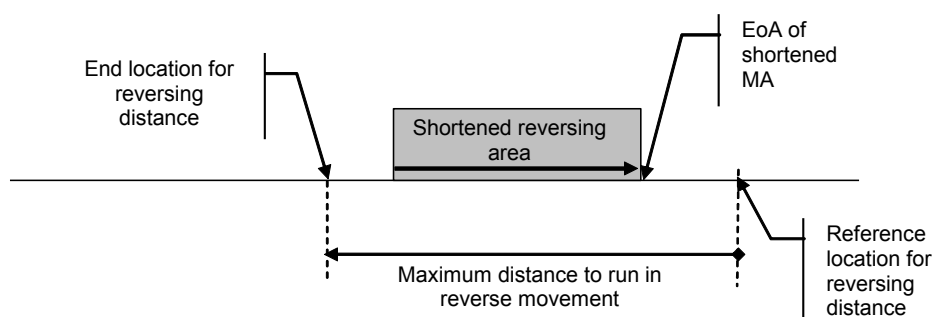 End location for
reversing
distance
EoA of
shortened
MA
Shortened reversing
area
Maximum distance to run in
reverse movement
Reference
location for
reversing
distance